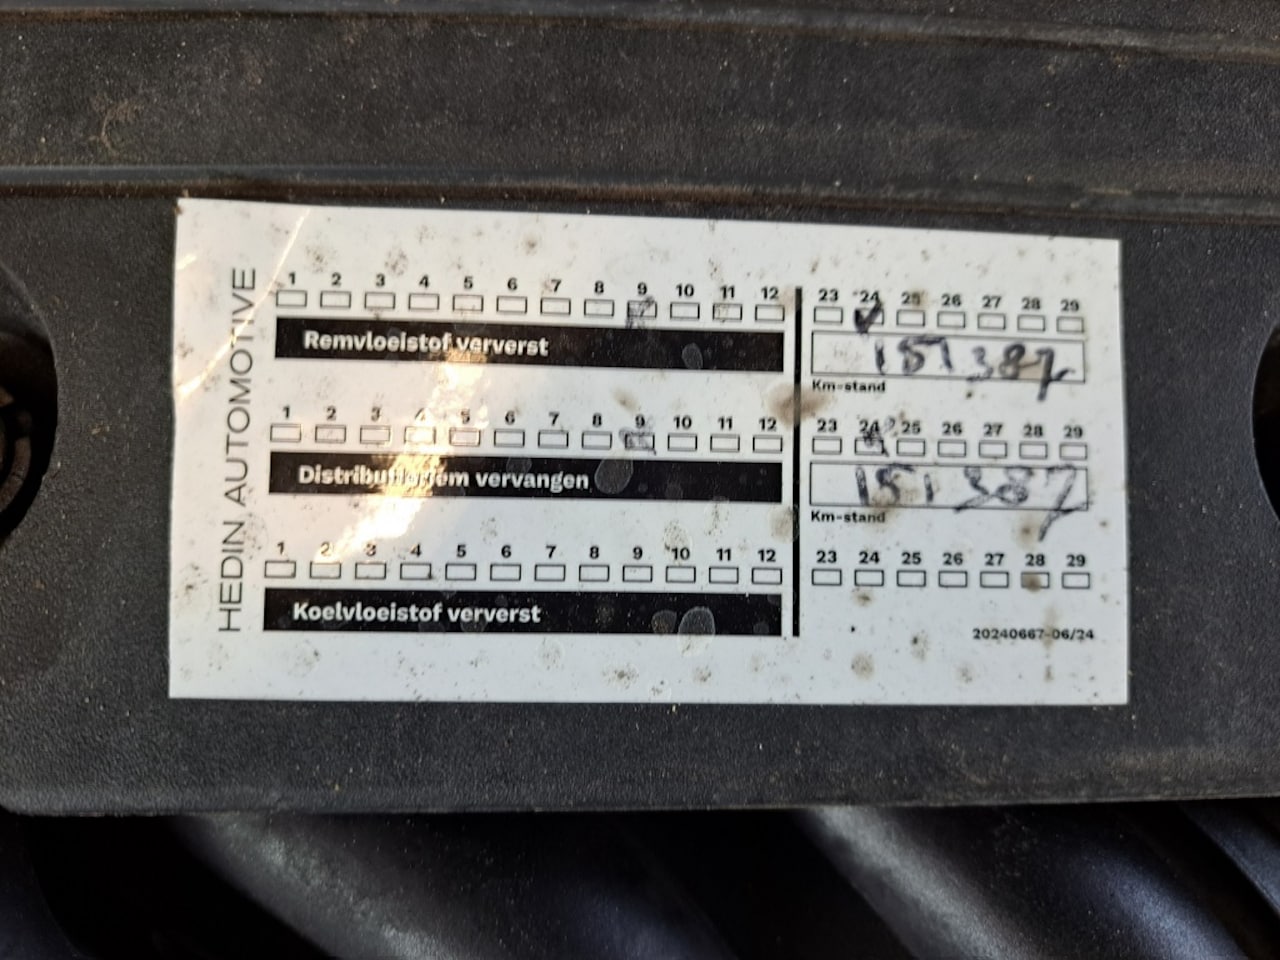 HEDIN AUTOMOTIVE
1 2 3 4 5 6 7 8 9 10 11 12 23 24 25 26 27 28 29
Remvloeistof ververst 151387
Km-stand
1 2 3 4 5 6 7 8 9 10 11 12 23 24 25 26 27 28 29
Distributieriem vervangen 151387
Km-stand
1 2 3 4 5 6 7 8 9 10 11 12 23 24 25 26 27 28 29
Koelvloeistof ververst
20240667-06/24